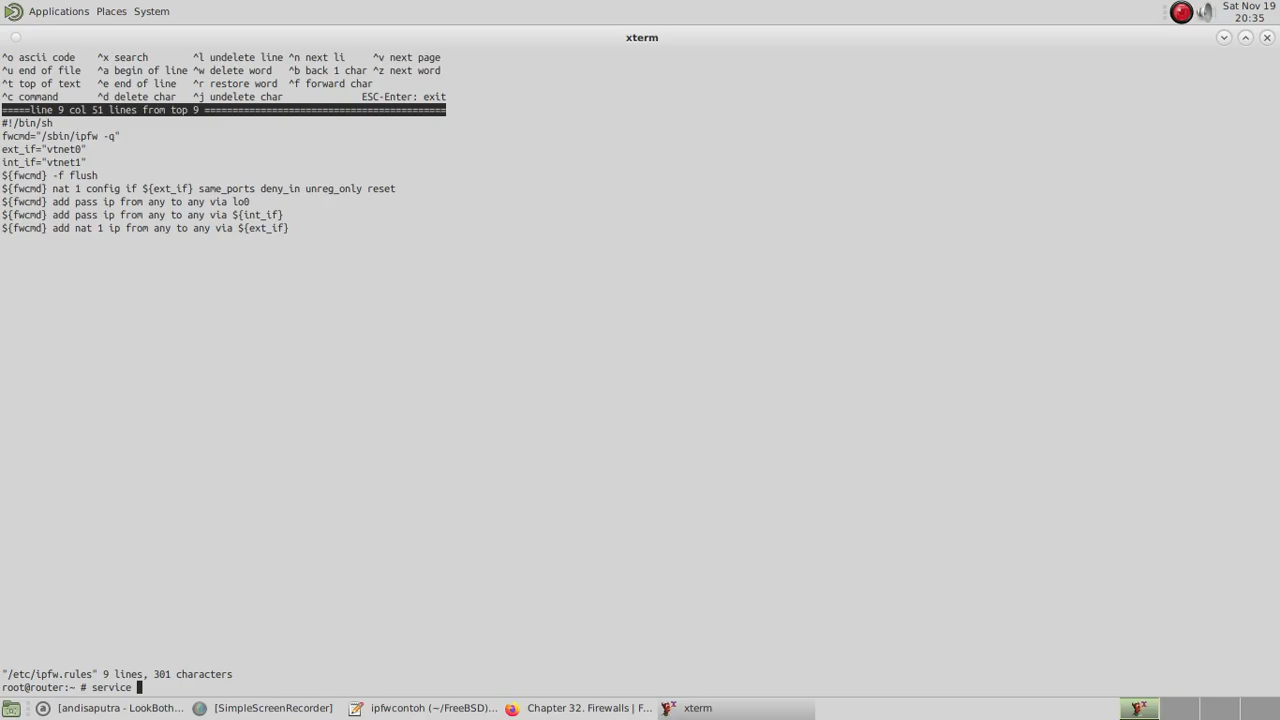 Applications Places System
Sat Nov 19
20:35
xterm
^o ascii code ^x search ^l undelete line ^n next li ^v next page
^u end of file ^a begin of line ^w delete word ^b back 1 char ^z next word
^t top of text ^e end of line ^r restore word ^f forward char
^c command ^d delete char ^j undelete char ESC-Enter: exit
=====line 9 col 51 lines from top 9 ===========================================
#!/bin/sh
fwcmd="/sbin/ipfw -q"
ext_if="vtnet0"
int_if="vtnet1"
${fwcmd} -f flush
${fwcmd} nat 1 config if ${ext_if} same_ports deny_in unreg_only reset
${fwcmd} add pass ip from any to any via lo0
${fwcmd} add pass ip from any to any via ${int_if}
${fwcmd} add nat 1 ip from any to any via ${ext_if}
"/etc/ipfw.rules" 9 lines, 301 characters
root@router:~ # service
[andisaputra - LookBoth... [SimpleScreenRecorder] ipfwcontoh (~/FreeBSD)... Chapter 32. Firewalls | F... xterm